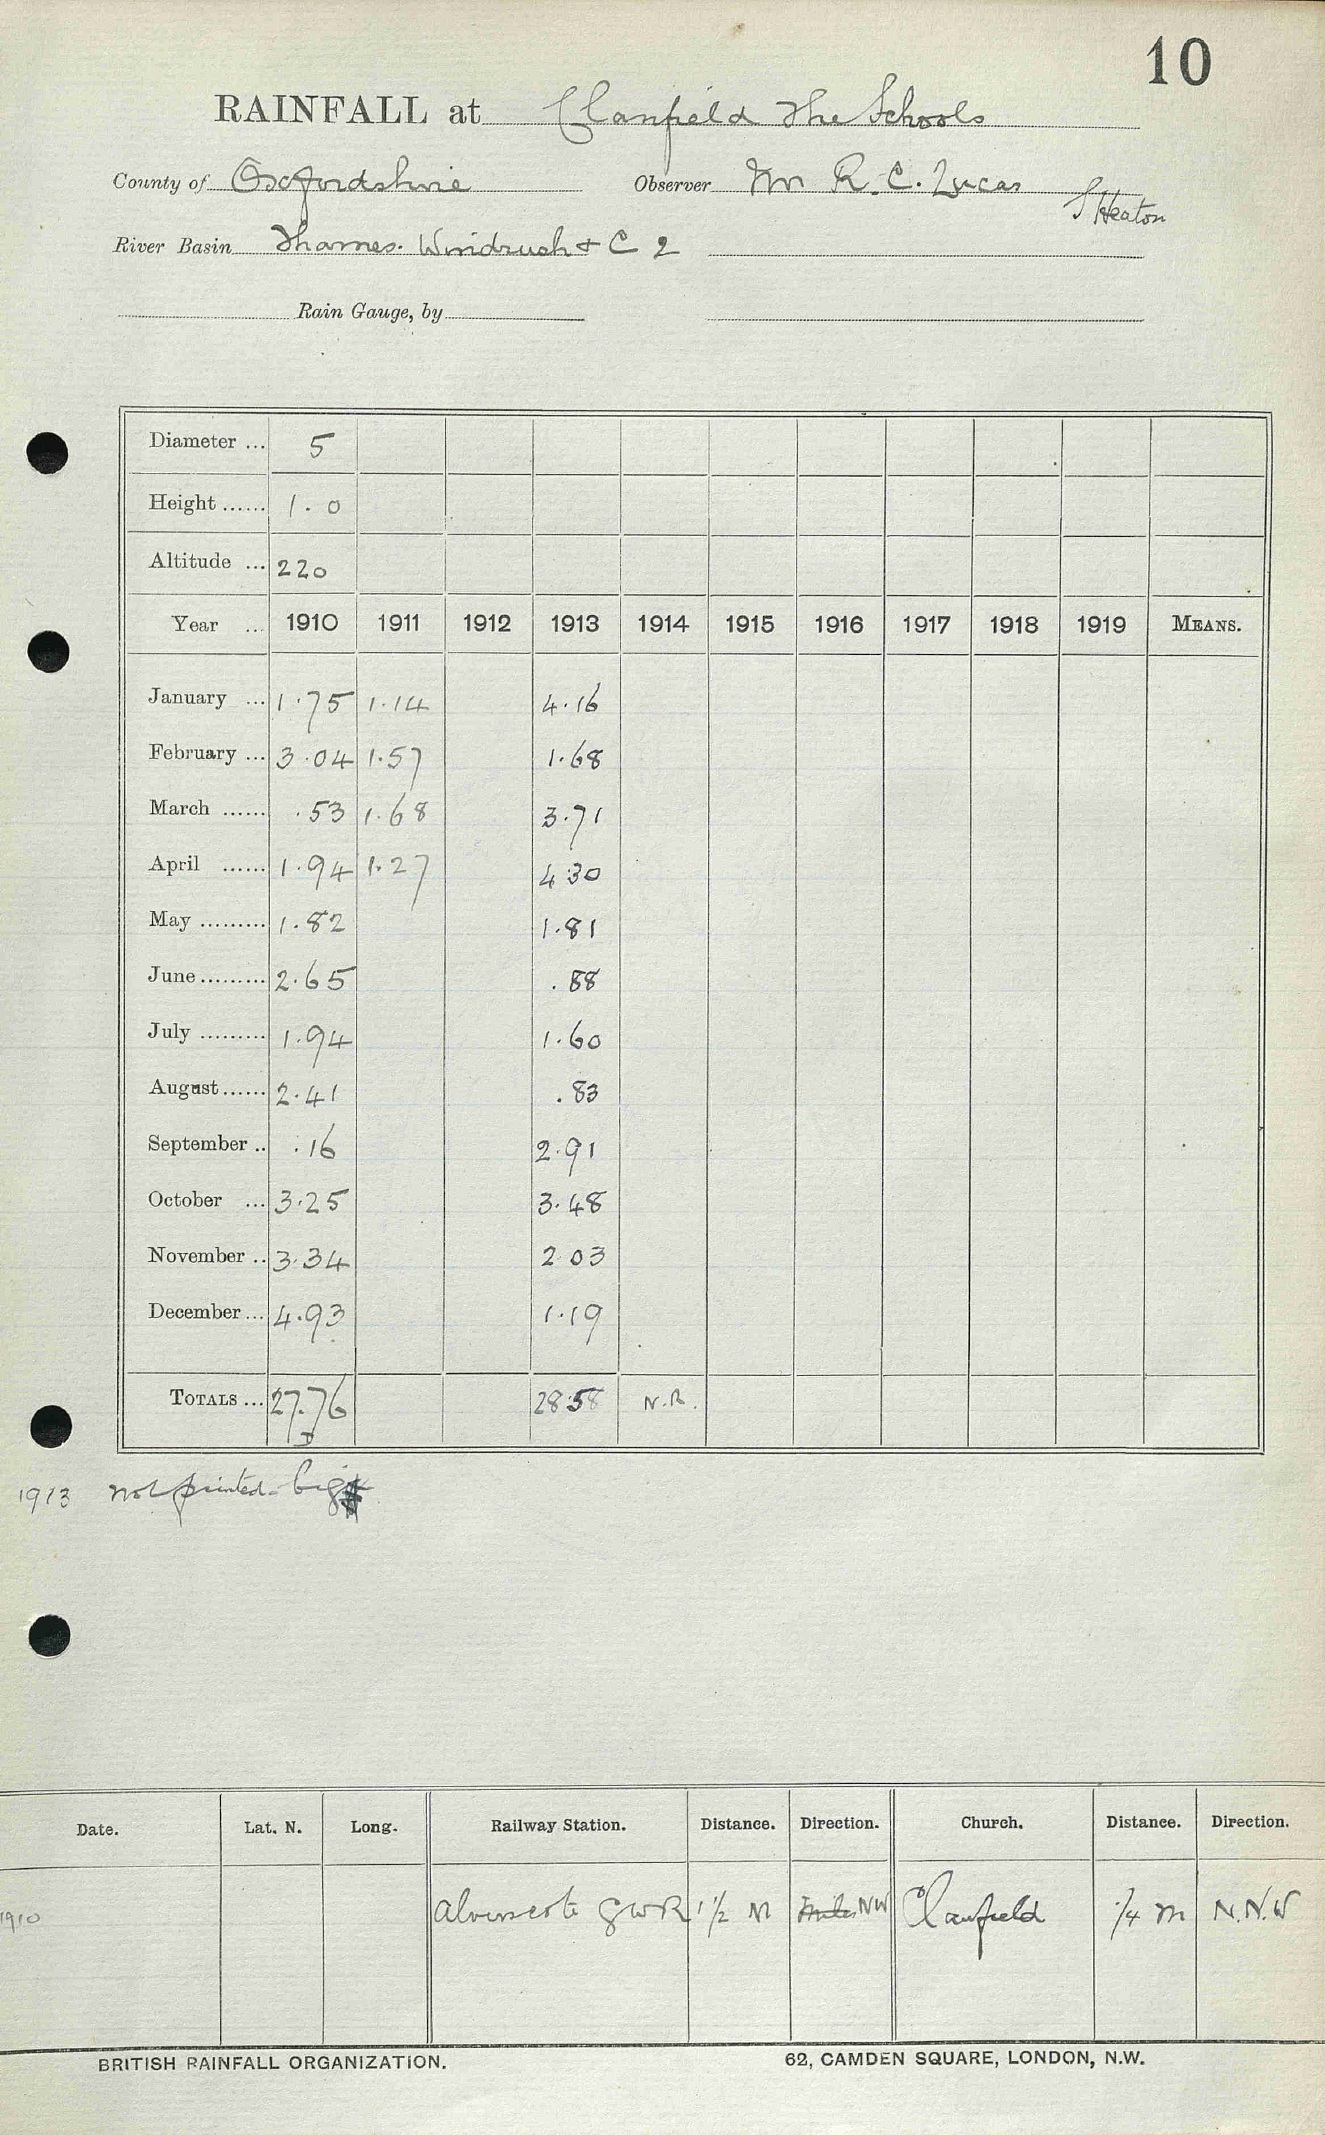 10
RAINFALL at Clanfield The Schools
County of Oxfordshire Observer Mr R. C. Lucas
S Heaton
River Basin Thames. Windrush & C 2
Rain Gauge, by
Diameter ... 5
Height ...... 1.0
Altitude ... 220
Year ... 1910 1911 1912 1913 1914 1915 1916 1917 1918 1919 MEANS.
January ... 1.75 1.14 4.16
February ... 3.04 1.57 1.68
March ...... .53 1.68 3.71
April ...... 1.94 1.27 4.30
May ......... 1.82 1.81
June ......... 2.65 .88
July ......... 1.94 1.60
August ...... 2.41 .83
September .. .16 2.91
October ... 3.25 3.48
November .. 3.34 2.03
December ... 4.93 1.19
TOTALS ... 27.76 28.58 N.R.
1913 not printed
Date. Lat. N. Long. Railway Station. Distance. Direction. Church. Distance. Direction.
1910 Alvescote GWR 1 1/2 M NW Clanfield 1/4 m N.N.W
BRITISH RAINFALL ORGANIZATION. 62, CAMDEN SQUARE, LONDON, N.W.